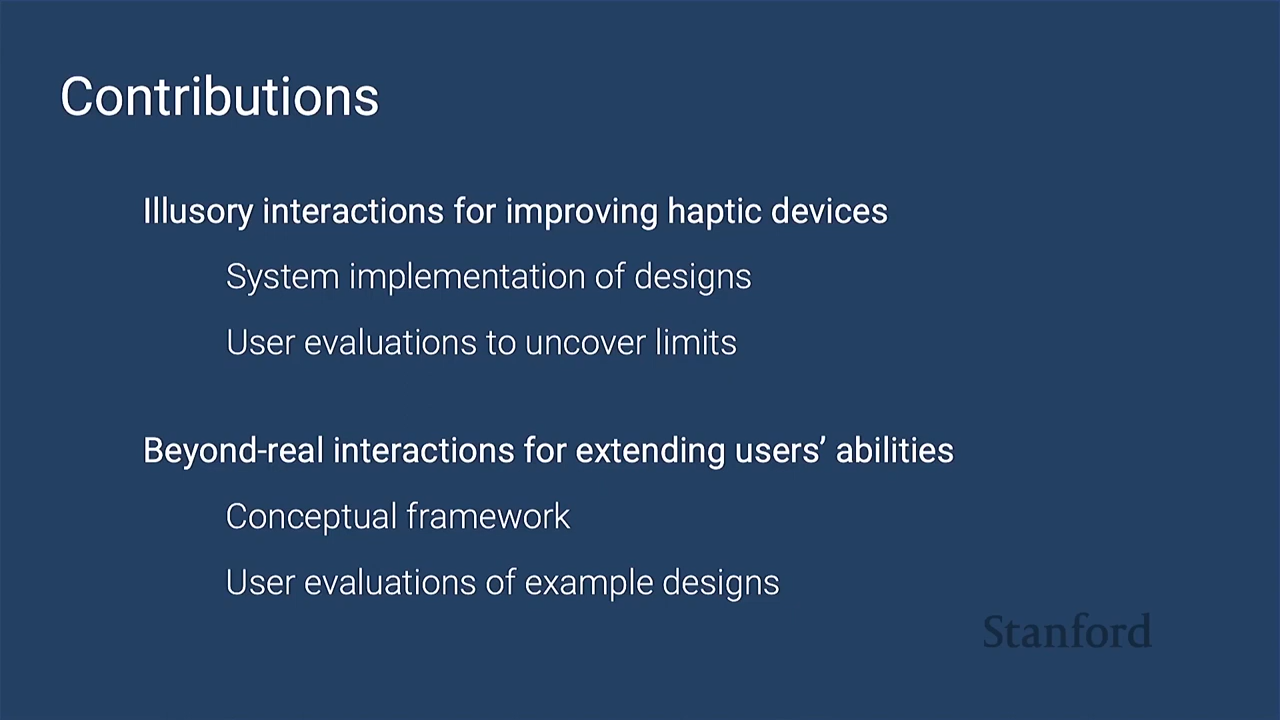 Contributions
Illusory interactions for improving haptic devices
System implementation of designs
User evaluations to uncover limits
Beyond-real interactions for extending users’ abilities
Conceptual framework
User evaluations of example designs
Stanford